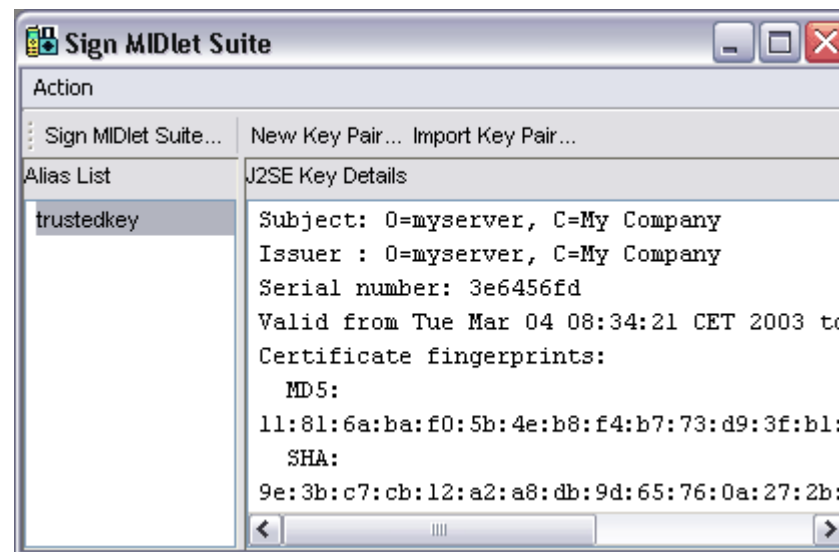 Sign MIDlet Suite
Action
Sign MIDlet Suite... New Key Pair... Import Key Pair...
Alias List
J2SE Key Details
trustedkey
Subject: O=myserver, C=My Company
Issuer : O=myserver, C=My Company
Serial number: 3e6456fd
Valid from Tue Mar 04 08:34:21 CET 2003 to
Certificate fingerprints:
MD5:
11:81:6a:ba:f0:5b:4e:b8:f4:b7:73:d9:3f:b1:
SHA:
9e:3b:c7:cb:12:a2:a8:db:9d:65:76:0a:27:2b: